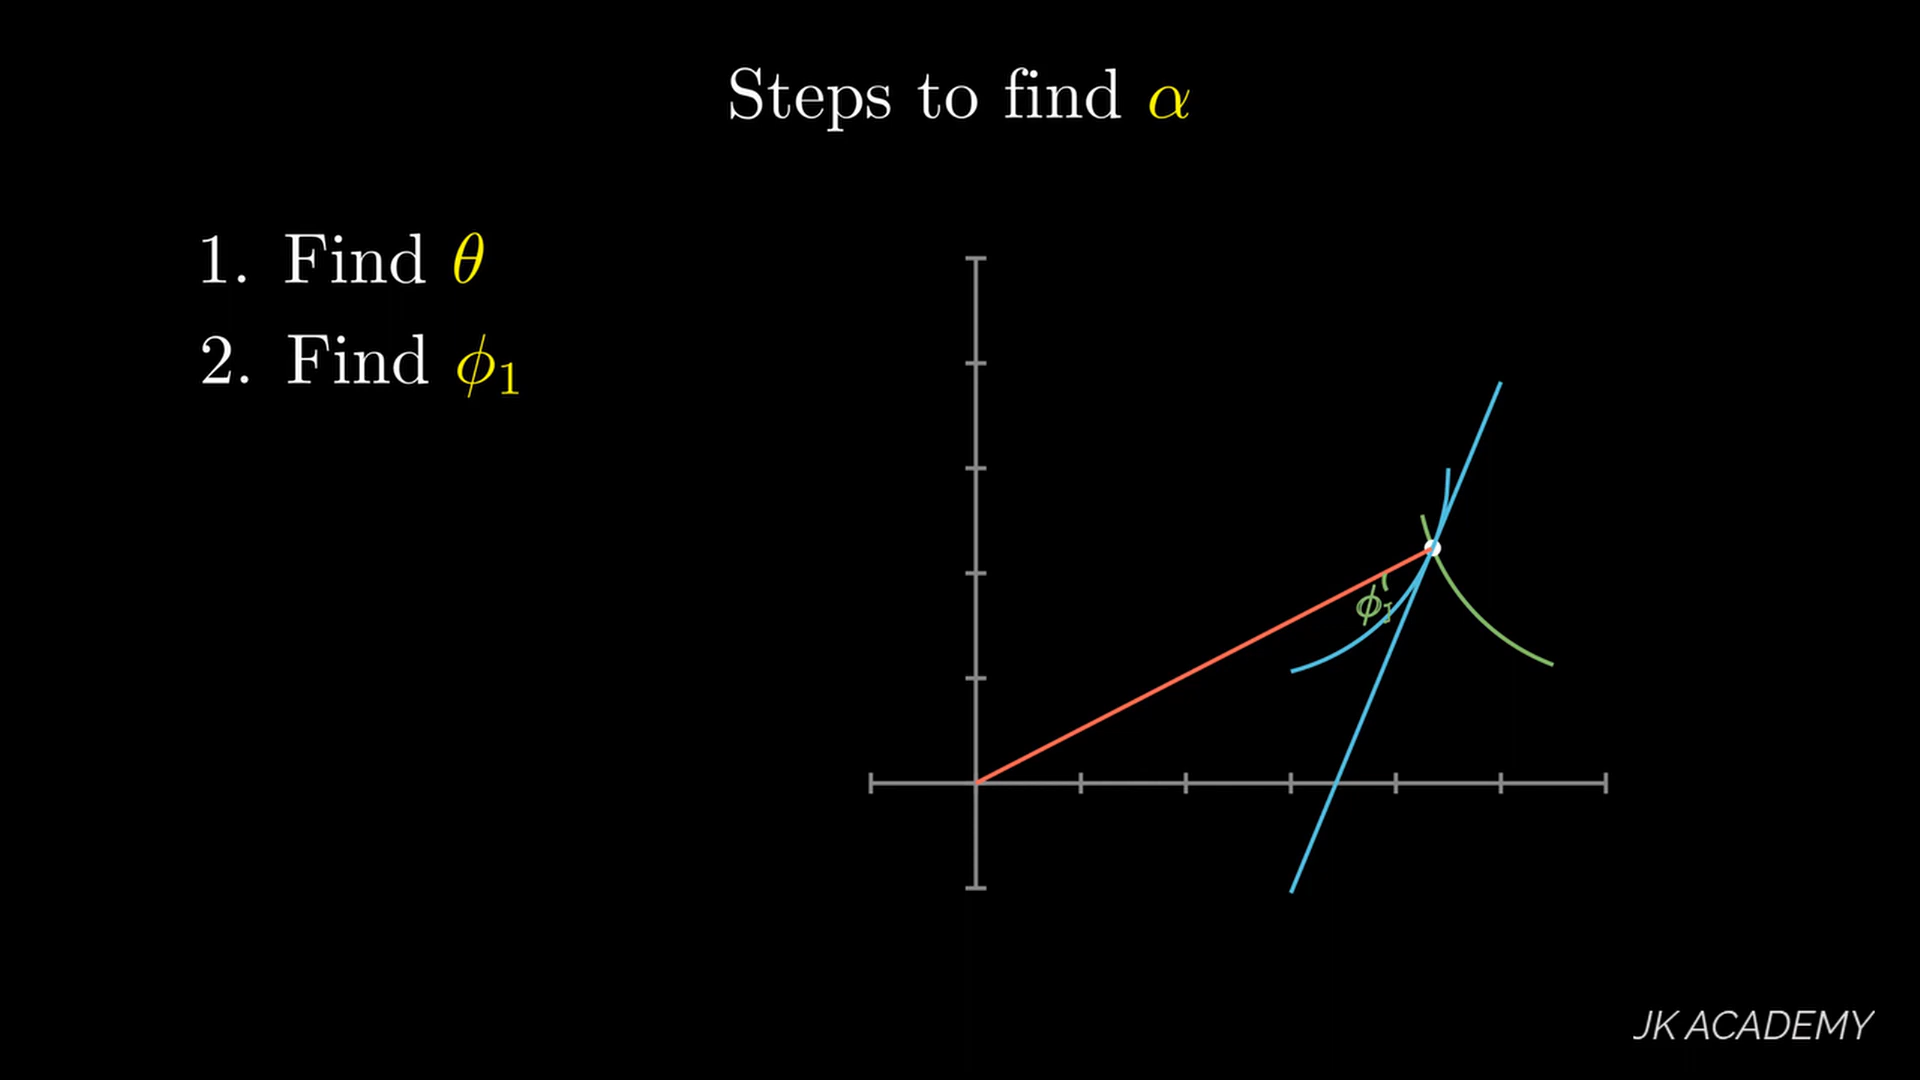 Steps to find α
1. Find θ
2. Find ϕ₁
ϕ₁
JK ACADEMY